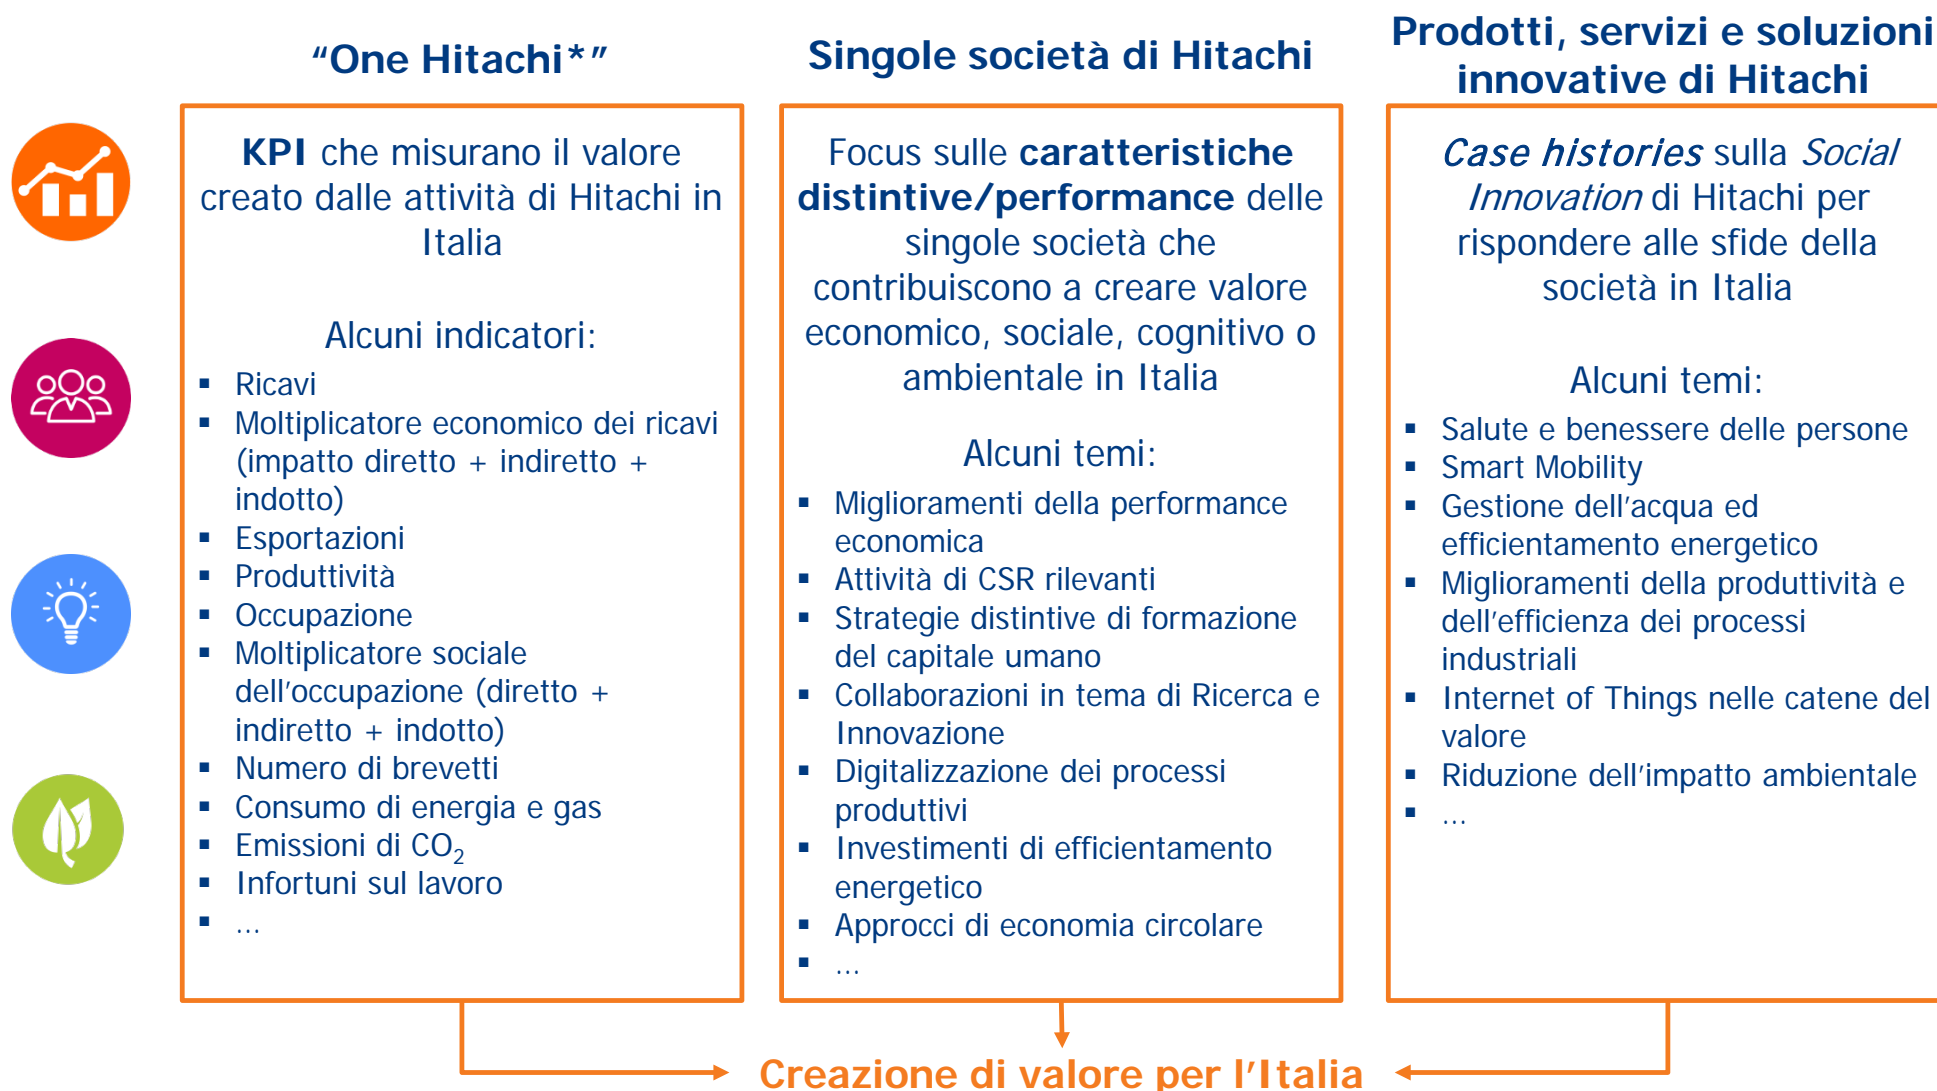 “One Hitachi*”
KPI che misurano il valore
creato dalle attività di Hitachi in
Italia
Alcuni indicatori:
▪ Ricavi
▪ Moltiplicatore economico dei ricavi
(impatto diretto + indiretto +
indotto)
▪ Esportazioni
▪ Produttività
▪ Occupazione
▪ Moltiplicatore sociale
dell’occupazione (diretto +
indiretto + indotto)
▪ Numero di brevetti
▪ Consumo di energia e gas
▪ Emissioni di CO₂
▪ Infortuni sul lavoro
▪ …
Singole società di Hitachi
Focus sulle caratteristiche
distintive/performance delle
singole società che
contribuiscono a creare valore
economico, sociale, cognitivo o
ambientale in Italia
Alcuni temi:
▪ Miglioramenti della performance
economica
▪ Attività di CSR rilevanti
▪ Strategie distintive di formazione
del capitale umano
▪ Collaborazioni in tema di Ricerca e
Innovazione
▪ Digitalizzazione dei processi
produttivi
▪ Investimenti di efficientamento
energetico
▪ Approcci di economia circolare
▪ …
Prodotti, servizi e soluzioni
innovative di Hitachi
Case histories sulla Social
Innovation di Hitachi per
rispondere alle sfide della
società in Italia
Alcuni temi:
▪ Salute e benessere delle persone
▪ Smart Mobility
▪ Gestione dell’acqua ed
efficientamento energetico
▪ Miglioramenti della produttività e
dell’efficienza dei processi
industriali
▪ Internet of Things nelle catene del
valore
▪ Riduzione dell’impatto ambientale
▪ …
Creazione di valore per l’Italia